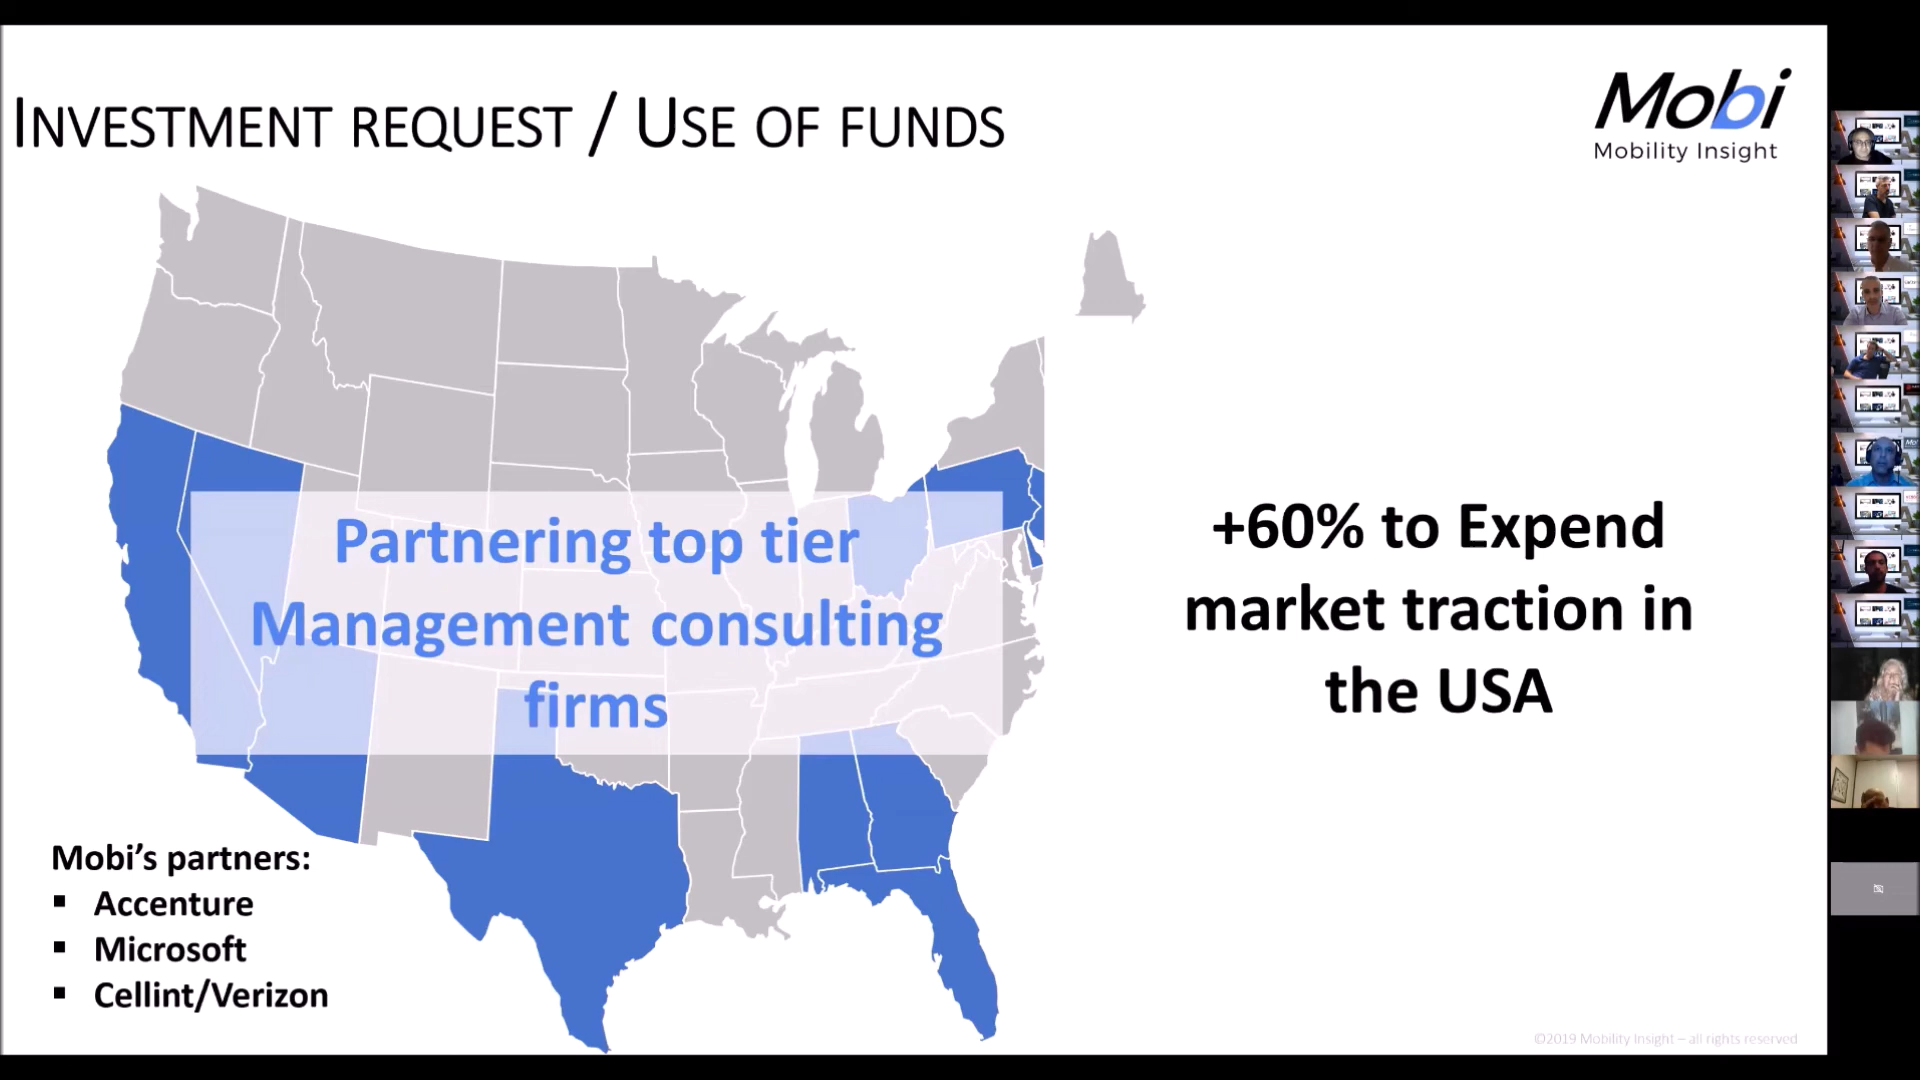 INVESTMENT REQUEST / USE OF FUNDS
Mobi
Mobility Insight
Partnering top tier
Management consulting
firms
+60% to Expend
market traction in
the USA
Mobi's partners:
▪ Accenture
▪ Microsoft
▪ Cellint/Verizon
©2019 Mobility Insight – all rights reserved